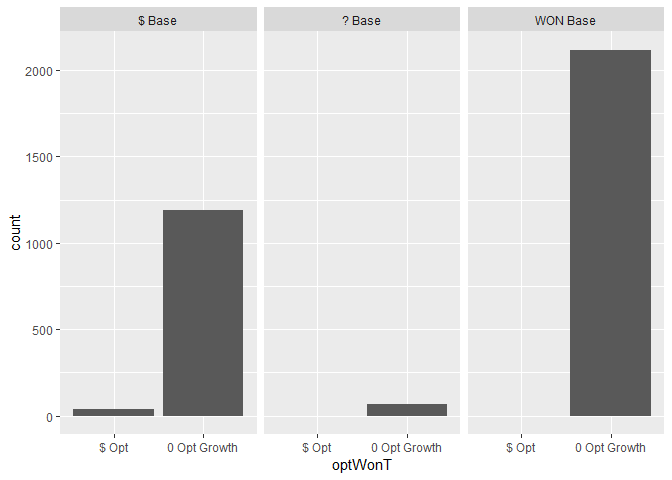 $ Base
? Base
WON Base
count
2000
1500
1000
500
0
$ Opt
0 Opt Growth
$ Opt
0 Opt Growth
$ Opt
0 Opt Growth
optWonT